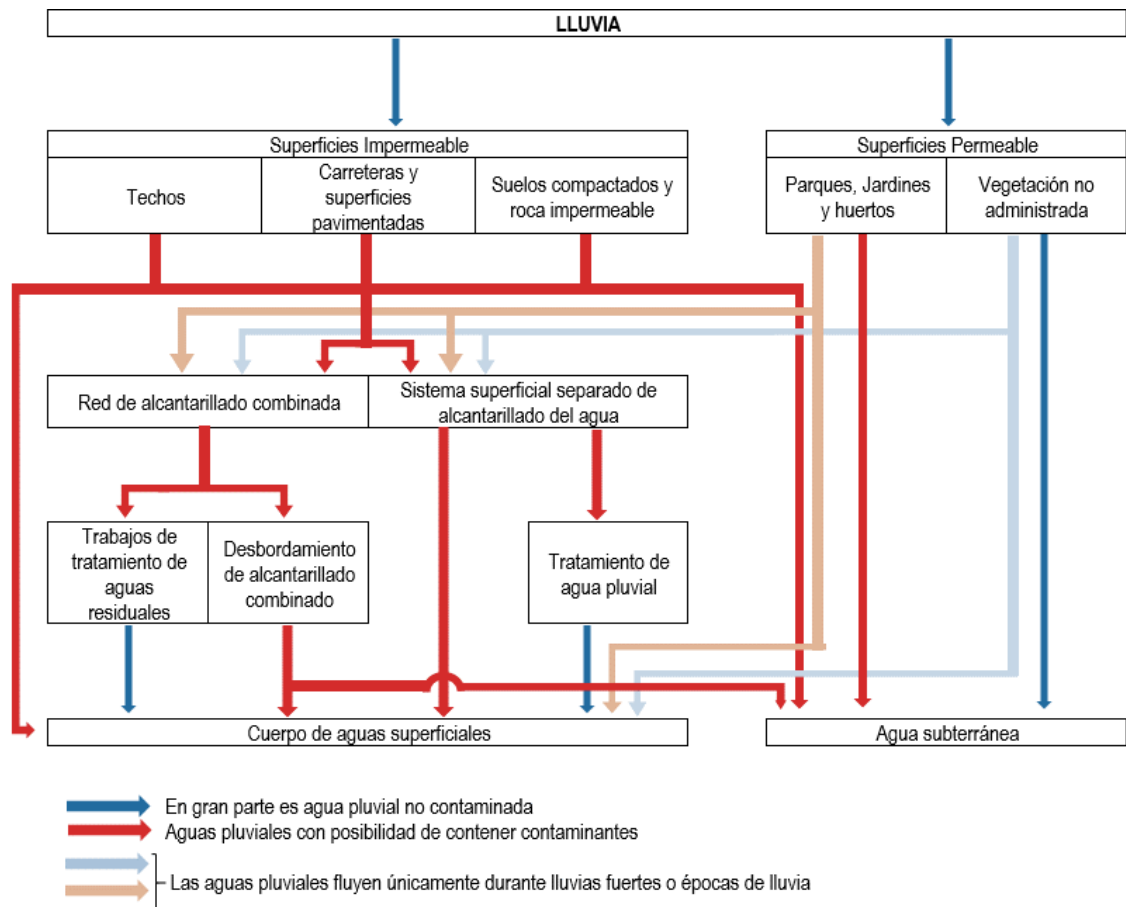 LLUVIA
Superficies Impermeable
Superficies Permeable
Techos
Carreteras y
superficies
pavimentadas
Suelos compactados y
roca impermeable
Parques, Jardines
y huertos
Vegetación no
administrada
Red de alcantarillado combinada
Sistema superficial separado de
alcantarillado del agua
Trabajos de
tratamiento de
aguas
residuales
Desbordamiento
de alcantarillado
combinado
Tratamiento de
agua pluvial
Cuerpo de aguas superficiales
Agua subterránea
En gran parte es agua pluvial no contaminada
Aguas pluviales con posibilidad de contener contaminantes
Las aguas pluviales fluyen únicamente durante lluvias fuertes o épocas de lluvia